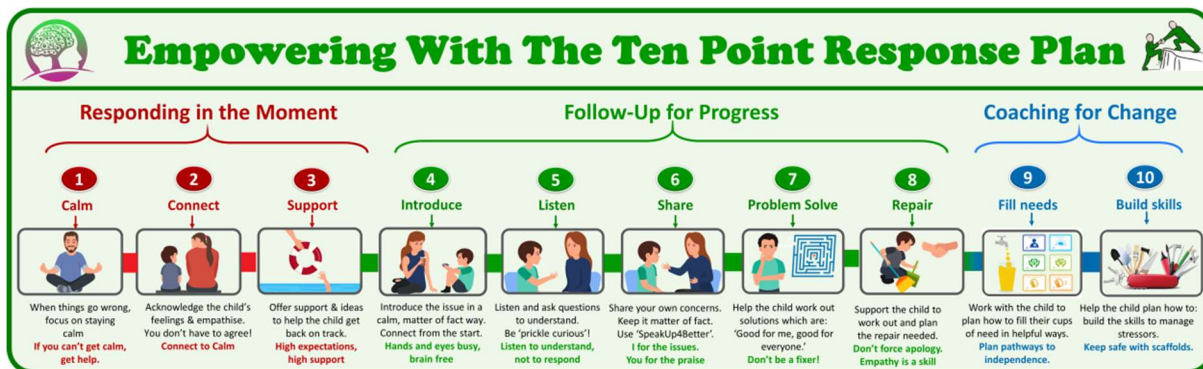 Empowering With The Ten Point Response Plan
Responding in the Moment
Follow-Up for Progress
Coaching for Change
1
Calm
When things go wrong,
focus on staying
calm
If you can't get calm,
get help.
2
Connect
Acknowledge the child's
feelings & empathise.
You don't have to agree!
Connect to Calm
3
Support
Offer support & ideas
to help the child get
back on track.
High expectations,
high support
4
Introduce
Introduce the issue in a
calm, matter of fact way.
Connect from the start.
Hands and eyes busy,
brain free
5
Listen
Listen and ask questions
to understand.
Be 'prickle curious'!
Listen to understand,
not to respond
6
Share
Share your own concerns.
Keep it matter of fact.
Use 'SpeakUp4Better'.
I for the issues.
You for the praise
7
Problem Solve
Help the child work out
solutions which are:
'Good for me, good for
everyone.'
Don't be a fixer!
8
Repair
Support the child to
work out and plan
the repair needed.
Don't force apology.
Empathy is a skill
9
Fill needs
Work with the child to
plan how to fill their cups
of need in helpful ways.
Plan pathways to
independence.
10
Build skills
Help the child plan how to:
build the skills to manage
stressors.
Keep safe with scaffolds.